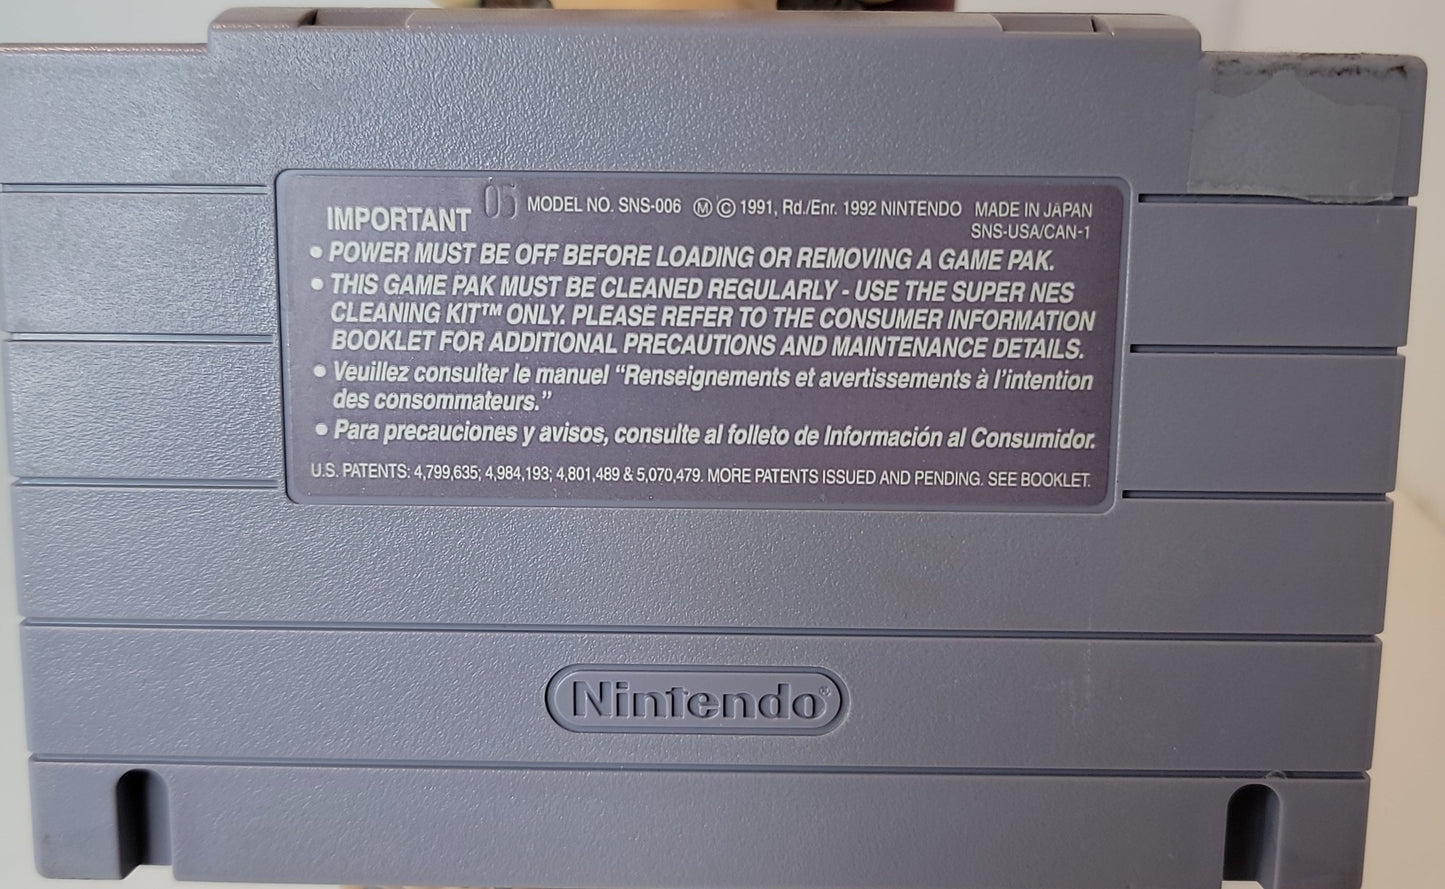 IMPORTANT 05 MODEL NO. SNS-006 Ⓜ © 1991, Rd./Enr. 1992 NINTENDO MADE IN JAPAN
SNS-USA/CAN-1
• POWER MUST BE OFF BEFORE LOADING OR REMOVING A GAME PAK.
• THIS GAME PAK MUST BE CLEANED REGULARLY - USE THE SUPER NES
CLEANING KIT™ ONLY. PLEASE REFER TO THE CONSUMER INFORMATION
BOOKLET FOR ADDITIONAL PRECAUTIONS AND MAINTENANCE DETAILS.
• Veuillez consulter le manuel “Renseignements et avertissements à l’intention
des consommateurs.”
• Para precauciones y avisos, consulte al folleto de Información al Consumidor.
U.S. PATENTS: 4,799,635; 4,984,193; 4,801,489 & 5,070,479. MORE PATENTS ISSUED AND PENDING. SEE BOOKLET.
Nintendo®